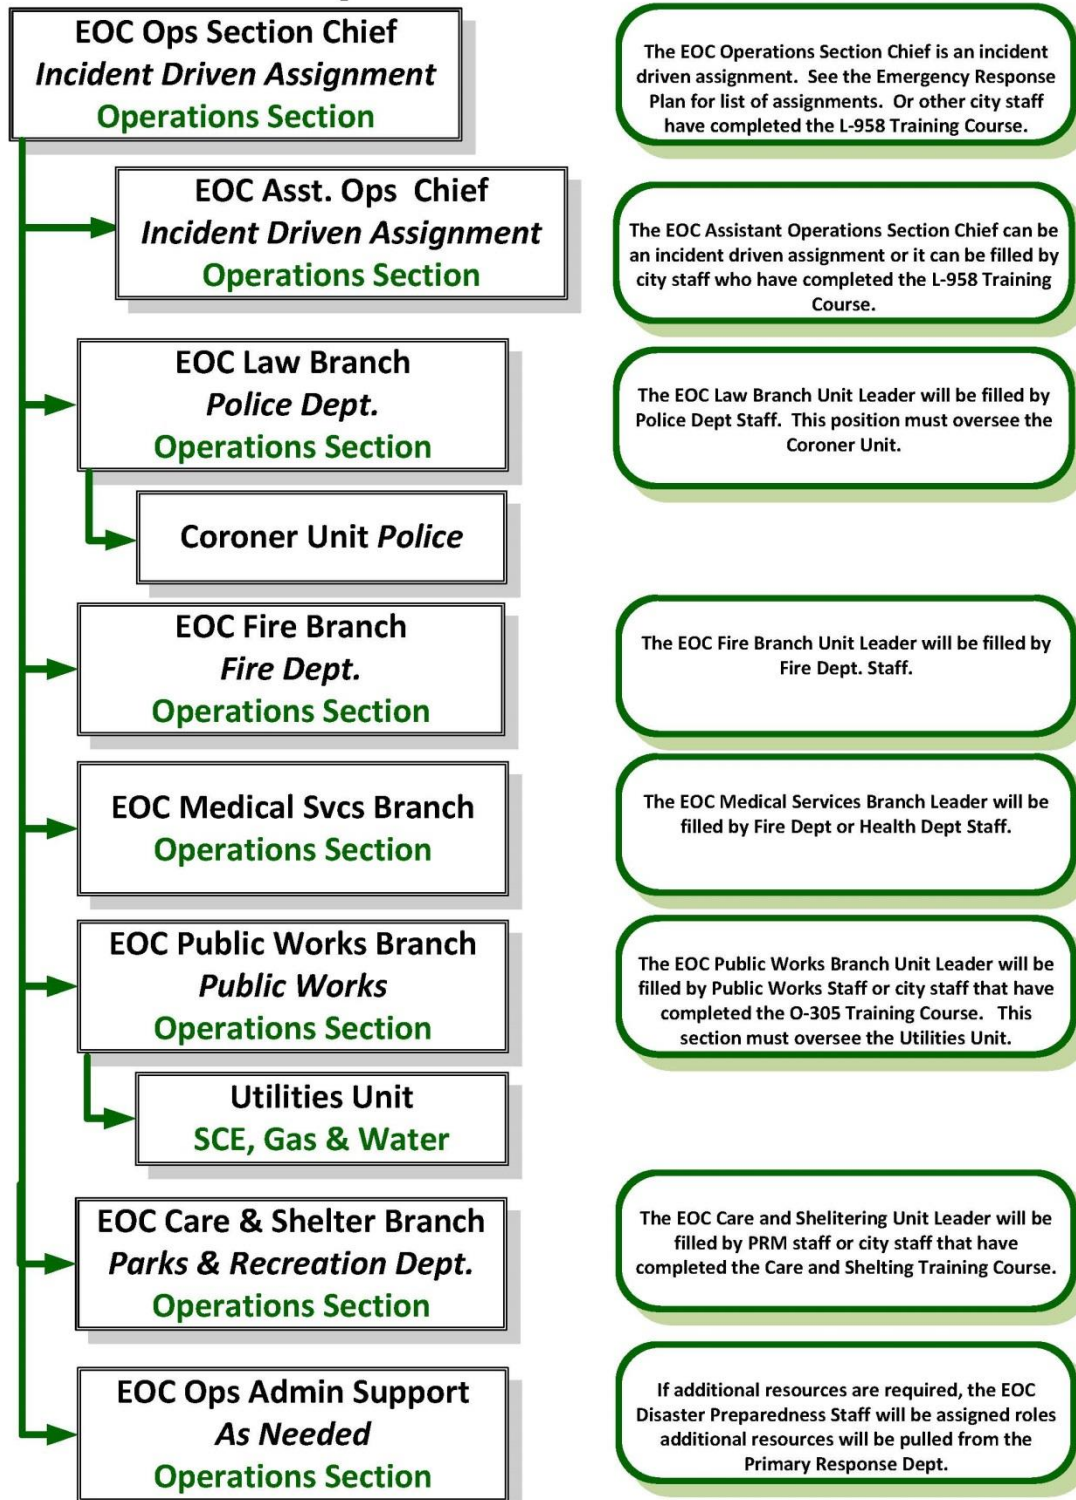 EOC Ops Section Chief
Incident Driven Assignment
Operations Section
The EOC Operations Section Chief is an incident
driven assignment. See the Emergency Response
Plan for list of assignments. Or other city staff
have completed the L-958 Training Course.
EOC Asst. Ops Chief
Incident Driven Assignment
Operations Section
The EOC Assistant Operations Section Chief can be
an incident driven assignment or it can be filled by
city staff who have completed the L-958 Training
Course.
EOC Law Branch
Police Dept.
Operations Section
The EOC Law Branch Unit Leader will be filled by
Police Dept Staff. This position must oversee the
Coroner Unit.
Coroner Unit Police
EOC Fire Branch
Fire Dept.
Operations Section
The EOC Fire Branch Unit Leader will be filled by
Fire Dept. Staff.
EOC Medical Svcs Branch
Operations Section
The EOC Medical Services Branch Leader will be
filled by Fire Dept or Health Dept Staff.
EOC Public Works Branch
Public Works
Operations Section
The EOC Public Works Branch Unit Leader will be
filled by Public Works Staff or city staff that have
completed the O-305 Training Course. This
section must oversee the Utilities Unit.
Utilities Unit
SCE, Gas & Water
EOC Care & Shelter Branch
Parks & Recreation Dept.
Operations Section
The EOC Care and Shelitering Unit Leader will be
filled by PRM staff or city staff that have
completed the Care and Shelting Training Course.
EOC Ops Admin Support
As Needed
Operations Section
If additional resources are required, the EOC
Disaster Preparedness Staff will be assigned roles
additional resources will be pulled from the
Primary Response Dept.